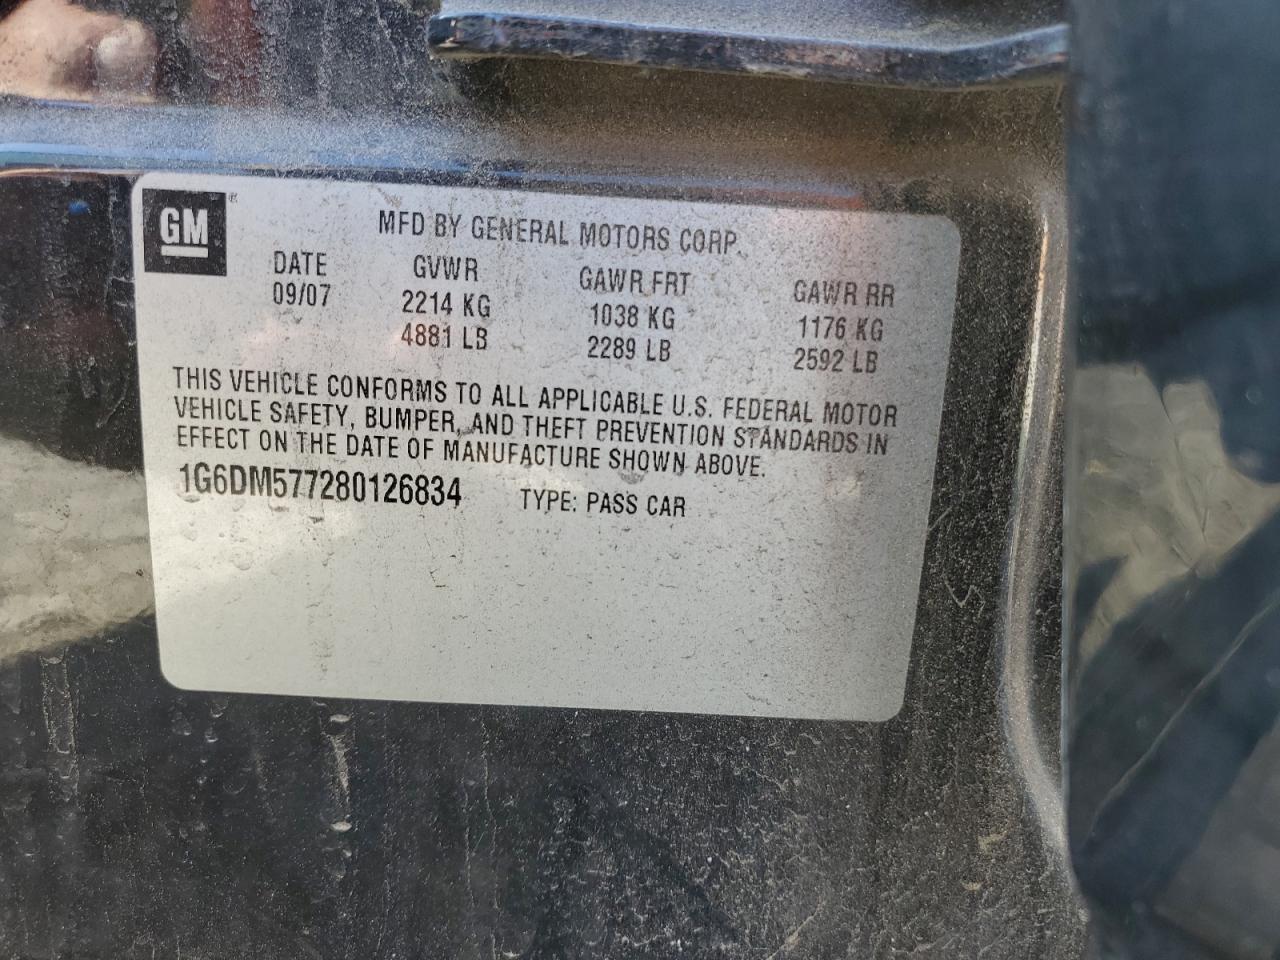 GM ®
MFD BY GENERAL MOTORS CORP.
DATE GVWR GAWR FRT GAWR RR
09/07 2214 KG 1038 KG 1176 KG
4881 LB 2289 LB 2592 LB
THIS VEHICLE CONFORMS TO ALL APPLICABLE U.S. FEDERAL MOTOR
VEHICLE SAFETY, BUMPER, AND THEFT PREVENTION STANDARDS IN
EFFECT ON THE DATE OF MANUFACTURE SHOWN ABOVE.
1G6DM577280126834 TYPE: PASS CAR